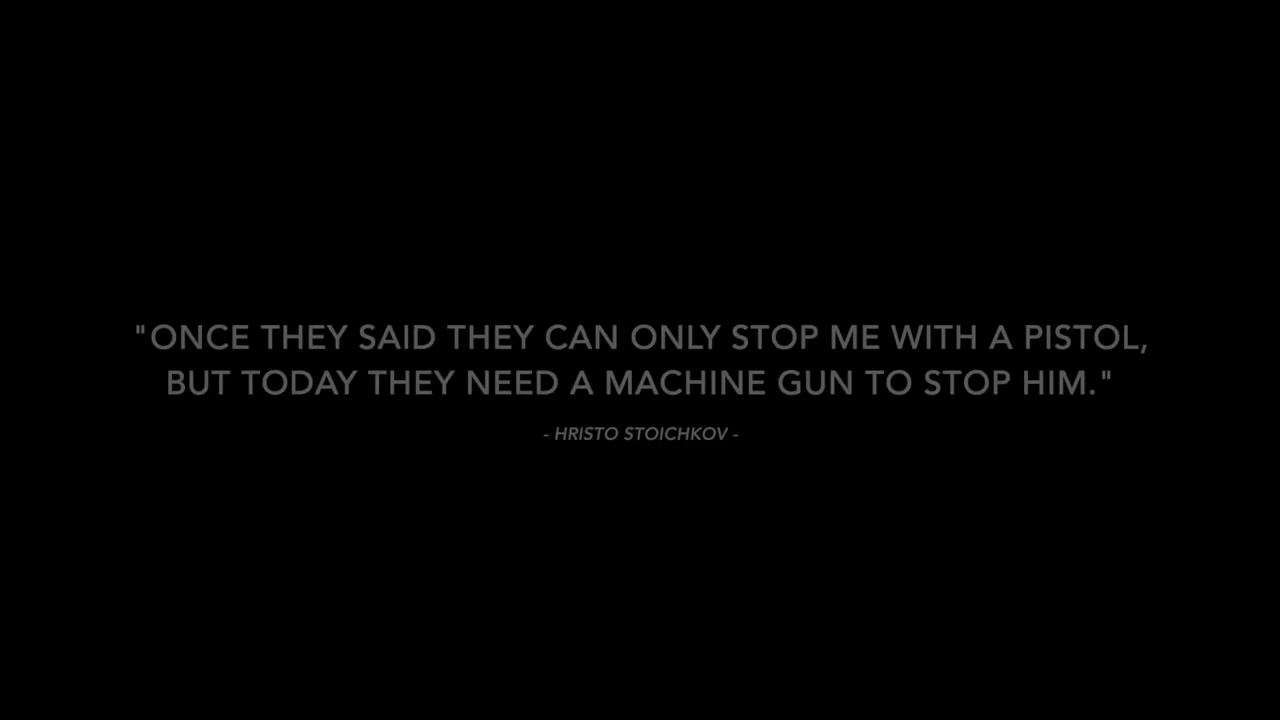 "ONCE THEY SAID THEY CAN ONLY STOP ME WITH A PISTOL,
BUT TODAY THEY NEED A MACHINE GUN TO STOP HIM."
- HRISTO STOICHKOV -